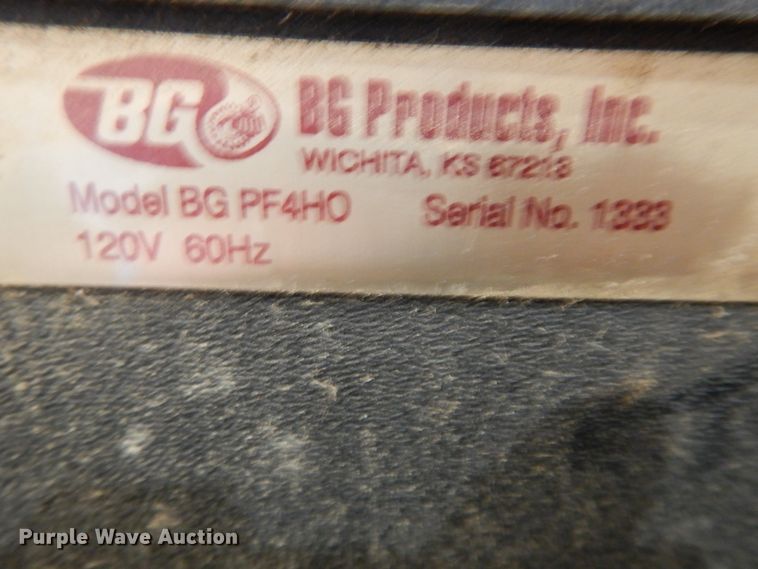 BG BG Products, Inc.
WICHITA, KS 67213
Model BG PF4HO Serial No. 1333
120V 60Hz
Purple Wave Auction